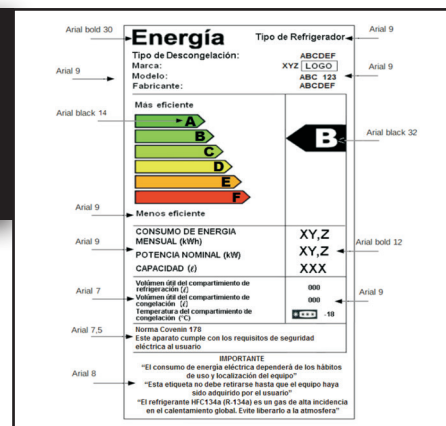 Arial bold 30
Energía
Tipo de Refrigerador
Arial 9
Tipo de Descongelación:
ABCDEF
Marca:
XYZ LOGO
Arial 9
Modelo:
ABC 123
Arial 9
Fabricante:
ABCDEF
Más eficiente
Arial black 14
A
B
C
D
E
F
B
Arial black 32
Arial 9
Menos eficiente
CONSUMO DE ENERGIA
MENSUAL (kWh)
XY,Z
Arial 9
POTENCIA NOMINAL (kW)
XY,Z
Arial bold 12
CAPACIDAD (ℓ)
XXX
Volúmen útil del compartimiento de
refrigeración (ℓ)
000
Arial 7
Volúmen útil del compartimiento de
congelación (ℓ)
000
Arial 9
Temperatura del compartimiento de
congelación (°C)
-18
Arial 7,5
Norma Covenin 178
Este aparato cumple con los requisitos de seguridad
eléctrica al usuario
Arial 8
IMPORTANTE
“El consumo de energía eléctrica dependerá de los hábitos
de uso y localización del equipo”
“Esta etiqueta no debe retirarse hasta que el equipo haya
sido adquirido por el usuario”
“El refrigerante HFC134a (R-134a) es un gas de alta incidencia
en el calentamiento global. Evite liberarlo a la atmosfera”